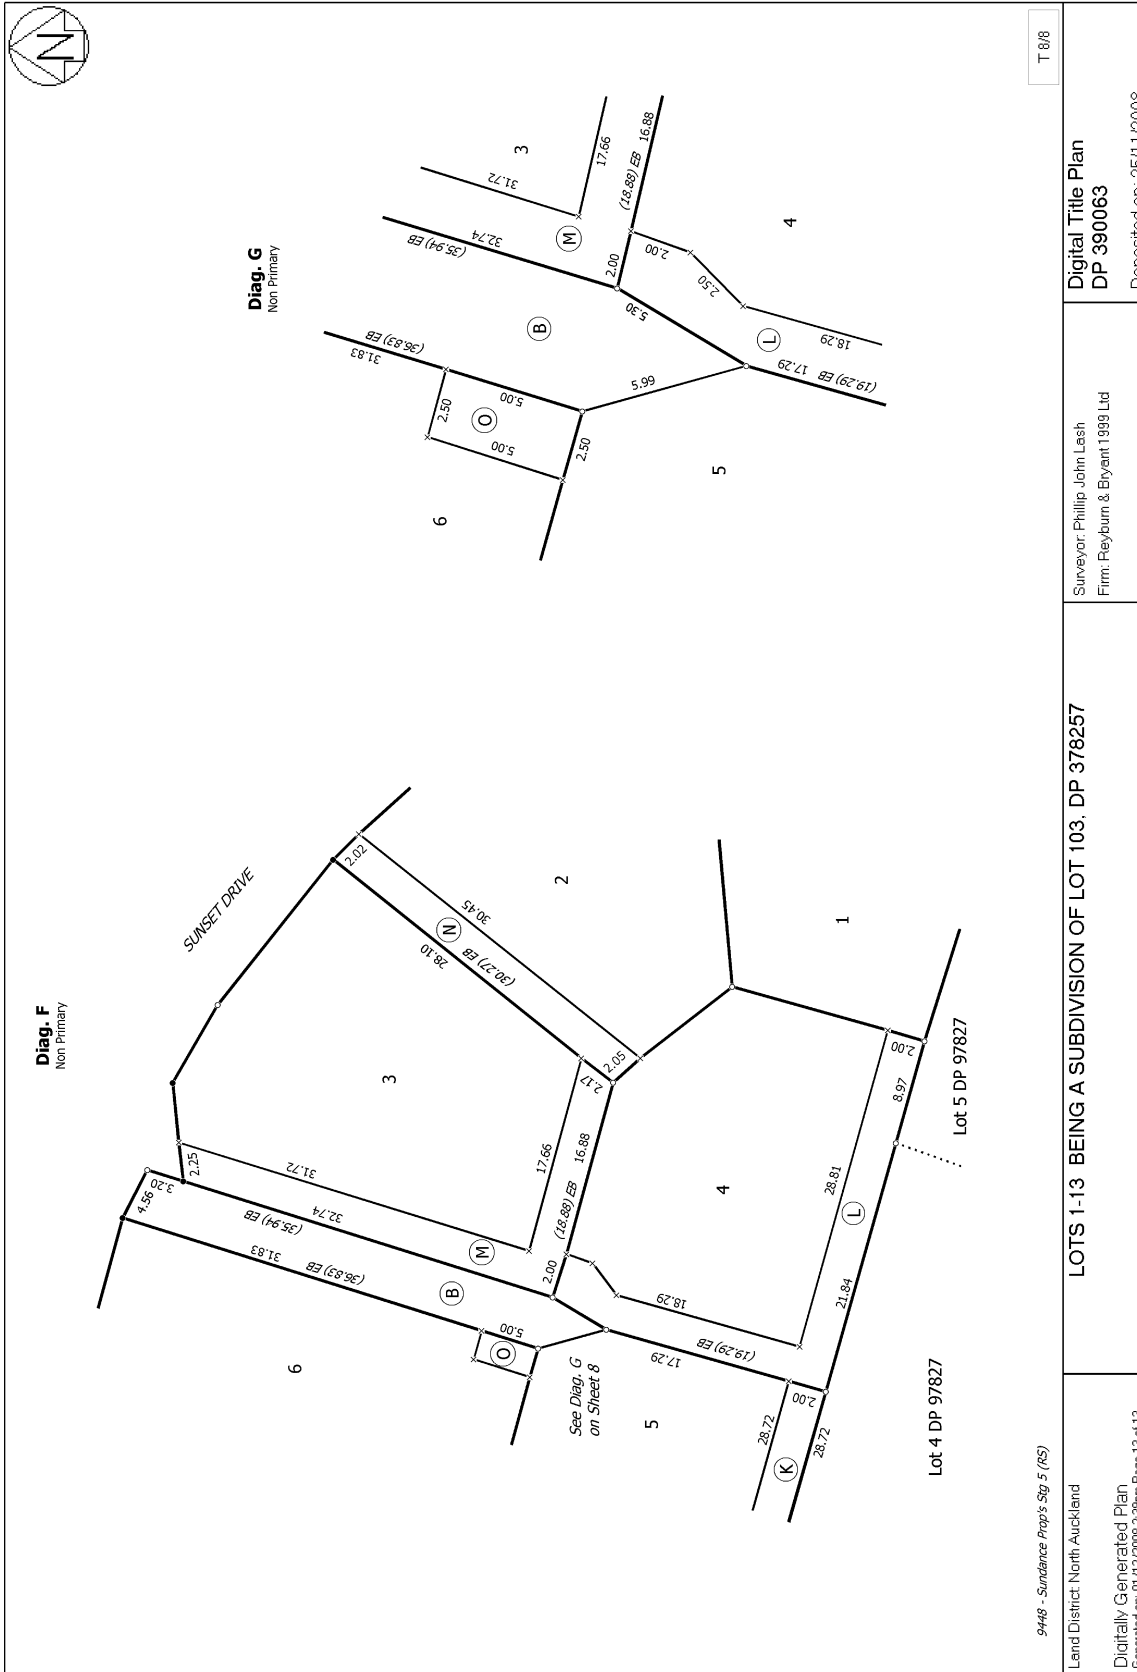 N
T 8/8
Diag. F
Non Primary
SUNSET DRIVE
4.56
3.20
2.25
2.02
31.83
(36.83) EB
(35.94) EB
32.74
31.72
3
28.10
(30.27) EB
N
30.45
2
6
B
M
5.00
O
2.00
17.66
(18.88) EB
16.88
2.17
2.05
See Diag. G
on Sheet 8
5
17.29
(19.29) EB
18.29
4
28.81
1
2.00
8.97
L
21.84
28.72
K
28.72
2.00
Lot 4 DP 97827
Lot 5 DP 97827
Diag. G
Non Primary
31.83
(36.83) EB
(35.94) EB
32.74
31.72
3
M
17.66
(18.88) EB
16.88
2.00
2.00
2.50
4
B
5.30
5.00
2.50
O
5.00
2.50
6
5.99
5
L
17.29
(19.29) EB
18.29
9448 - Sundance Prop's Stg 5 (RS)
Land District: North Auckland
Digitally Generated Plan
LOTS 1-13 BEING A SUBDIVISION OF LOT 103, DP 378257
Surveyor: Phillip John Lash
Firm: Reyburn & Bryant 1999 Ltd
Digital Title Plan
DP 390063
Deposited on: 25/11/2008